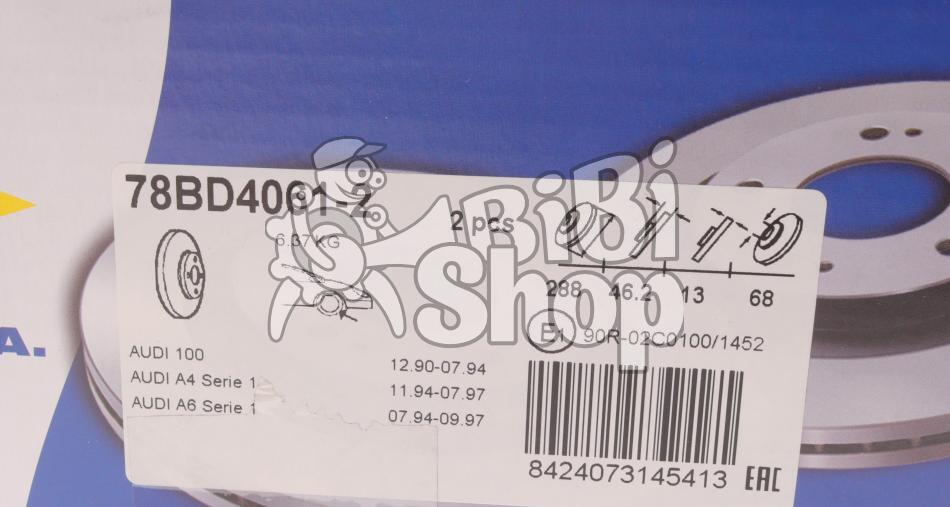 78BD4061-2
2 pcs
6.37KG
288 46.2 13 68
E1 90R-02C0100/1452
AUDI 100 12.90-07.94
AUDI A4 Serie 1 11.94-07.97
AUDI A6 Serie 1 07.94-09.97
8424073145413 EAC
BiBi
Shop
A.